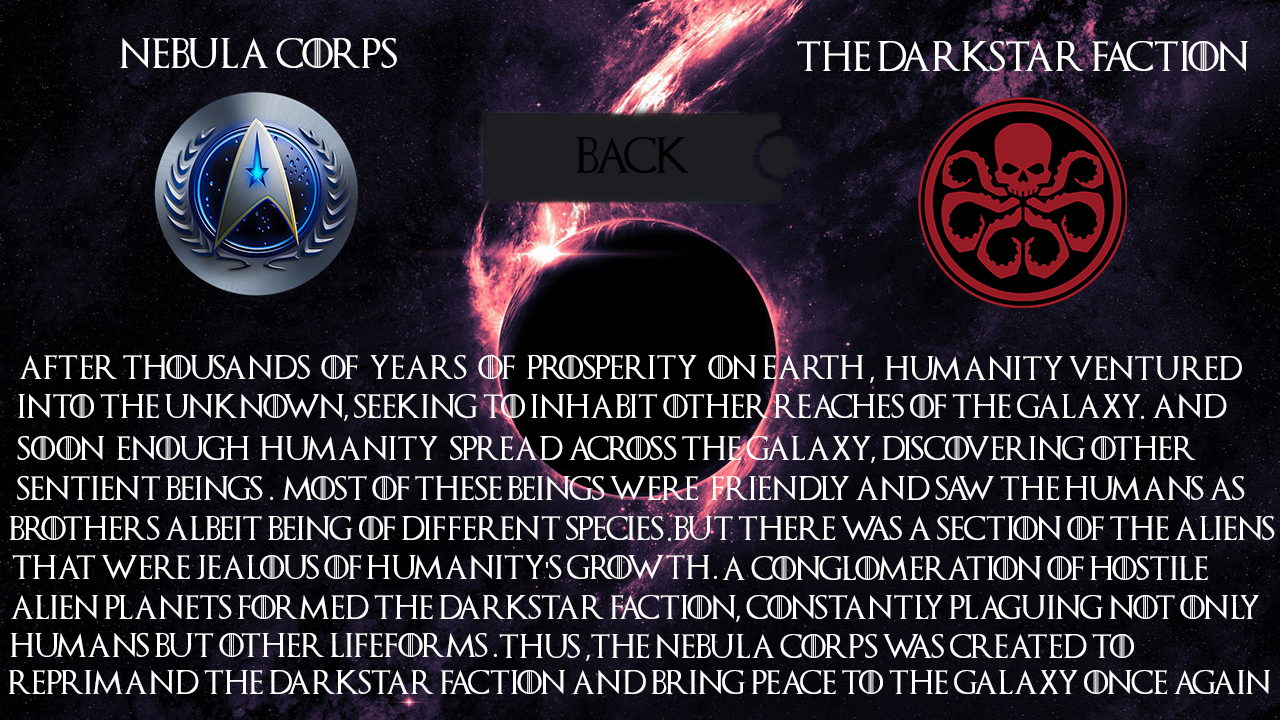 NEBULA CORPS
THE DARKSTAR FACTION
BACK
AFTER THOUSANDS OF YEARS OF PROSPERITY ON EARTH, HUMANITY VENTURED
INTO THE UNKNOWN, SEEKING TO INHABIT OTHER REACHES OF THE GALAXY. AND
SOON ENOUGH HUMANITY SPREAD ACROSS THE GALAXY, DISCOVERING OTHER
SENTIENT BEINGS. MOST OF THESE BEINGS WERE FRIENDLY AND SAW THE HUMANS AS
BROTHERS ALBEIT BEING OF DIFFERENT SPECIES. BUT THERE WAS A SECTION OF THE ALIENS
THAT WERE JEALOUS OF HUMANITY'S GROWTH. A CONGLOMERATION OF HOSTILE
ALIEN PLANETS FORMED THE DARKSTAR FACTION, CONSTANTLY PLAGUING NOT ONLY
HUMANS BUT OTHER LIFEFORMS. THUS, THE NEBULA CORPS WAS CREATED TO
REPRIMAND THE DARKSTAR FACTION AND BRING PEACE TO THE GALAXY ONCE AGAIN